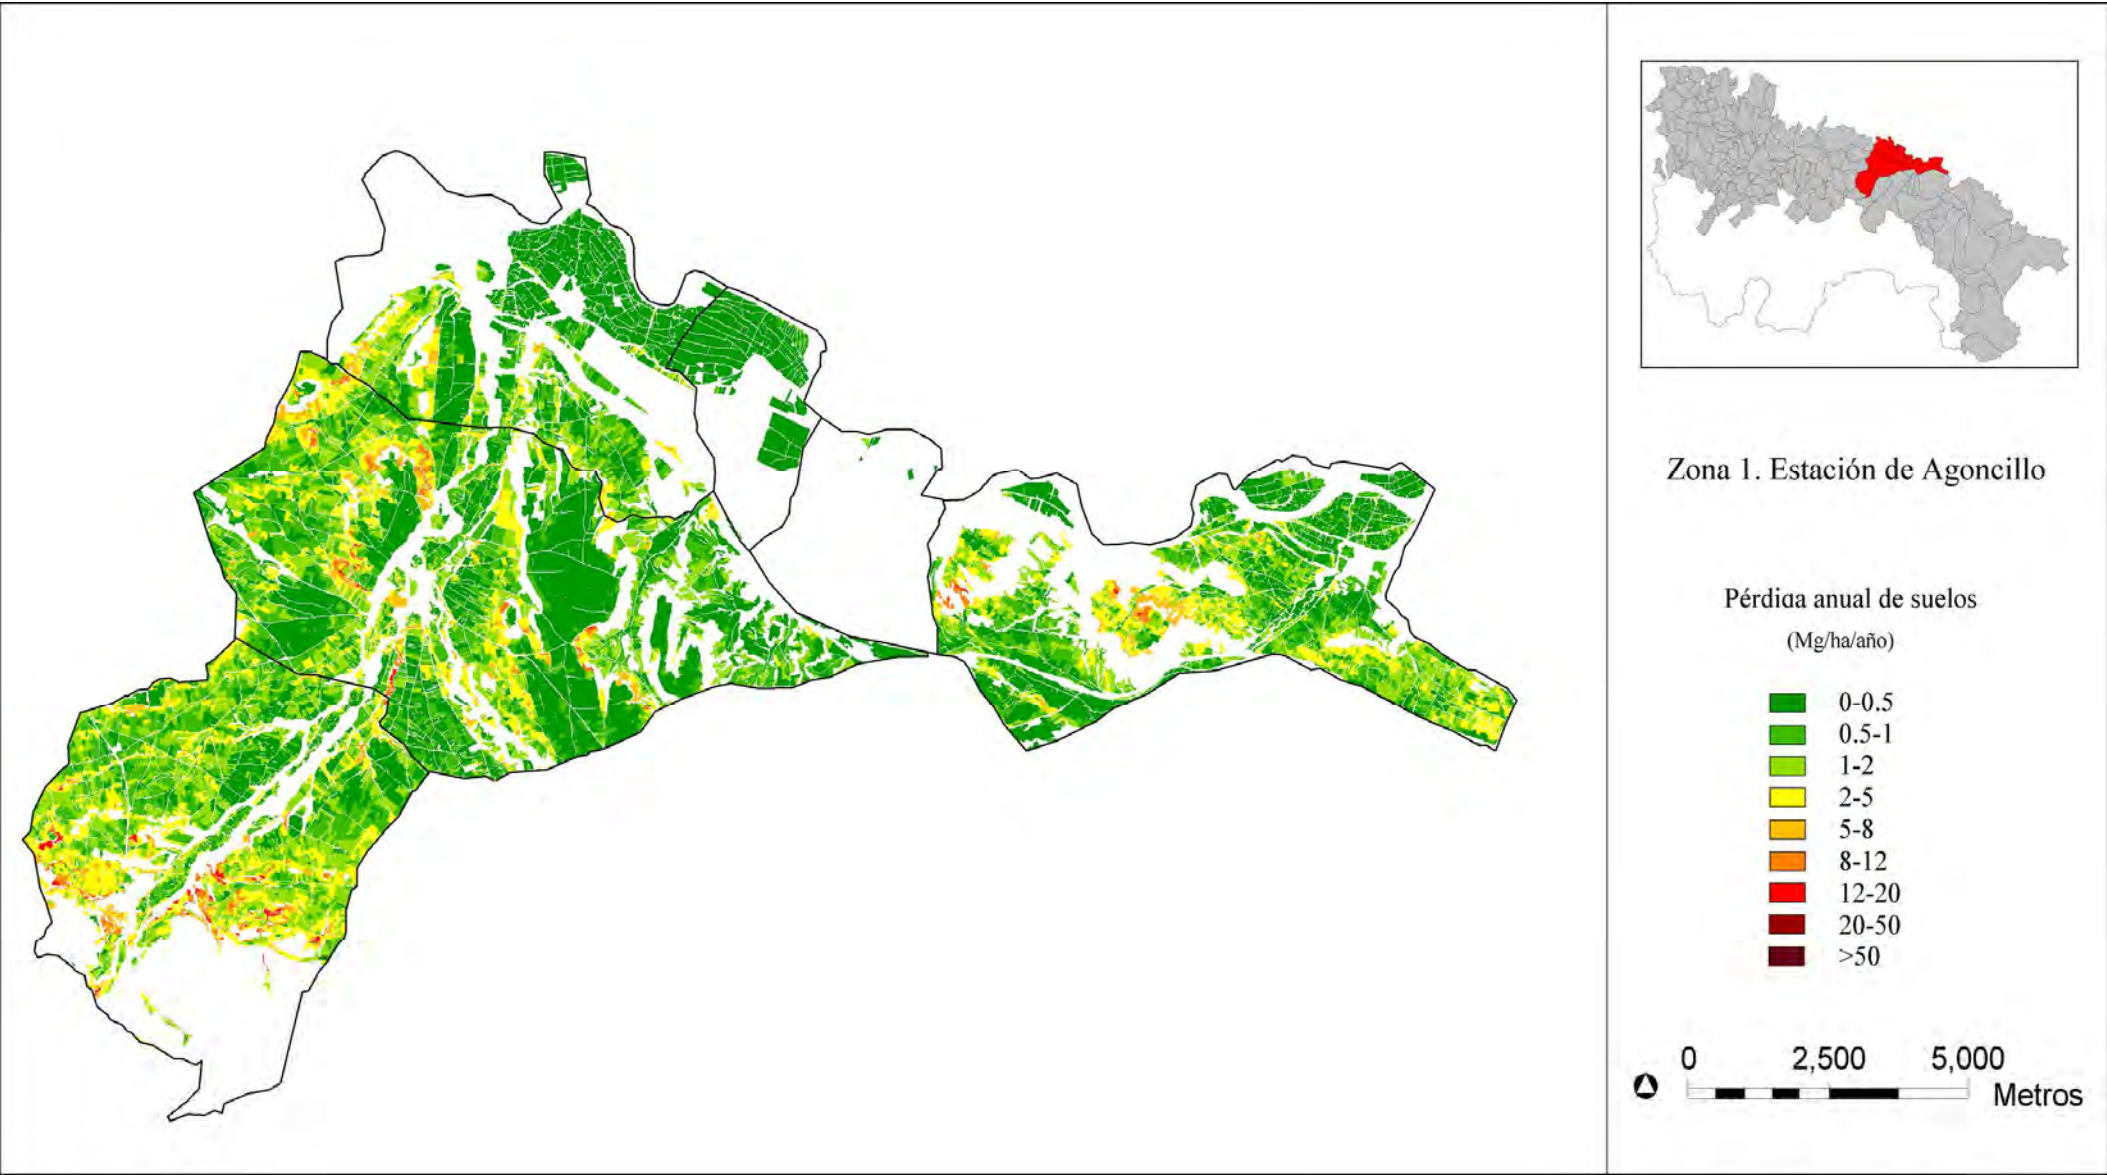 Zona 1. Estación de Agoncillo
Pérdida anual de suelos
(Mg/ha/año)
0-0.5
0.5-1
1-2
2-5
5-8
8-12
12-20
20-50
>50
0 2,500 5,000
Metros